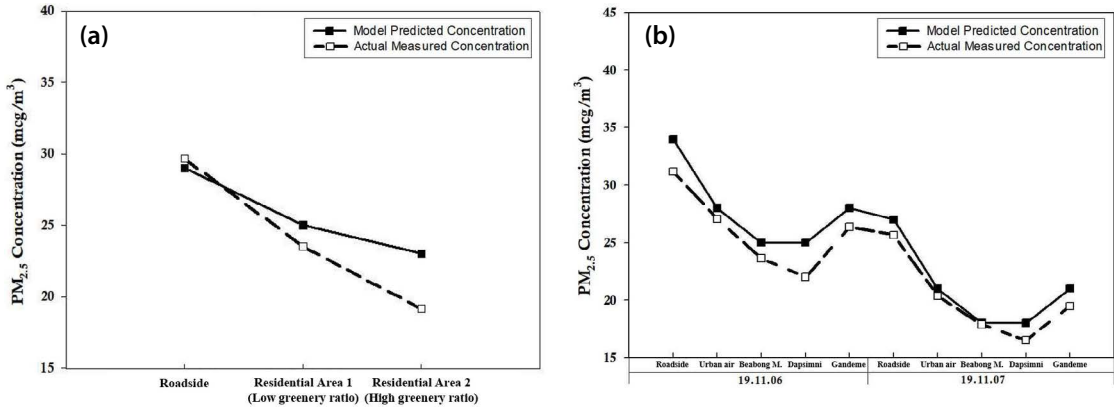 (a)
Model Predicted Concentration
Actual Measured Concentration
PM2.5 Concentration (mcg/m3)
40
35
30
25
20
15
Roadside
Residential Area 1
(Low greenery ratio)
Residential Area 2
(High greenery ratio)
(b)
Model Predicted Concentration
Actual Measured Concentration
PM2.5 Concentration (mcg/m3)
45
40
35
30
25
20
15
Roadside Urban air Beabong M. Dapsimni Gandeme Roadside Urban air Beabong M. Dapsimni Gandeme
19.11.06 19.11.07